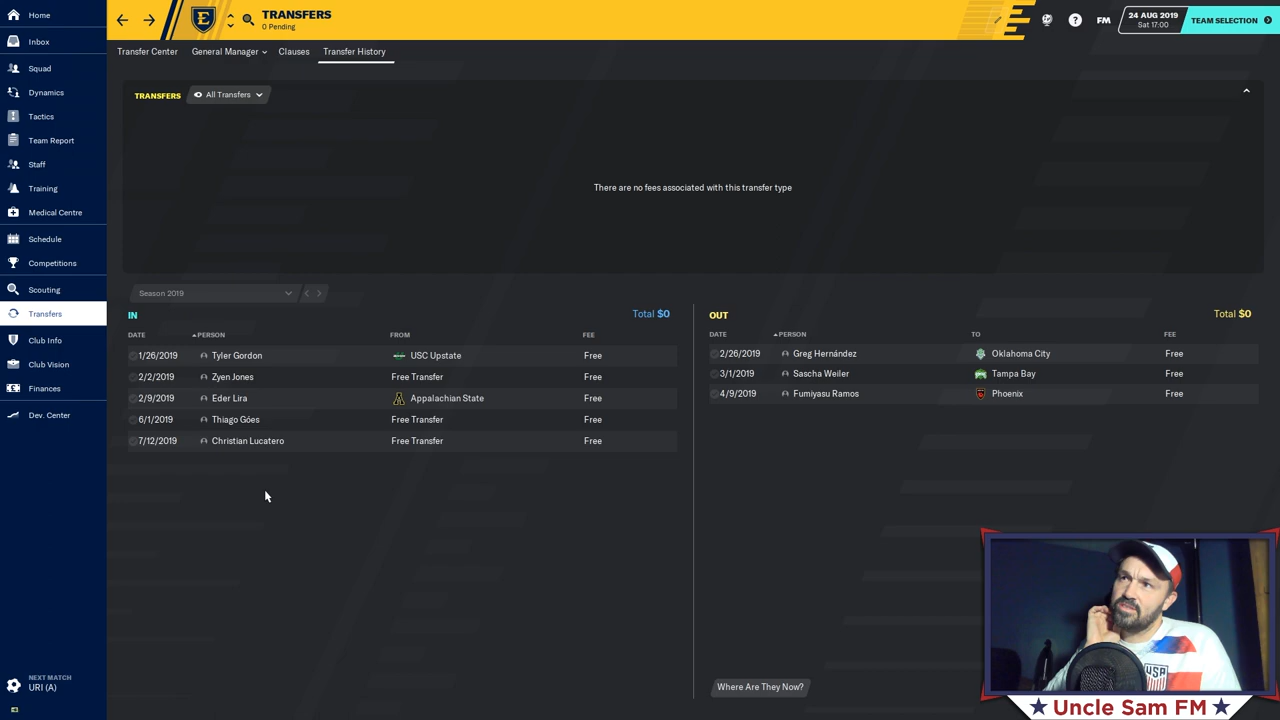 Home
Inbox
Squad
Dynamics
Tactics
Team Report
Staff
Training
Medical Centre
Schedule
Competitions
Scouting
Transfers
Club Info
Club Vision
Finances
Dev. Center
NEXT MATCH
URI (A)
E
TRANSFERS
0 Pending
? FM
24 AUG 2019
Sat 17:00
TEAM SELECTION
Transfer Center General Manager Clauses Transfer History
TRANSFERS All Transfers
There are no fees associated with this transfer type
Season 2019
IN Total $0
DATE PERSON FROM FEE
1/26/2019 Tyler Gordon USC Upstate Free
2/2/2019 Zyen Jones Free Transfer Free
2/9/2019 Eder Lira Appalachian State Free
6/1/2019 Thiago Góes Free Transfer Free
7/12/2019 Christian Lucatero Free Transfer Free
OUT Total $0
DATE PERSON TO FEE
2/26/2019 Greg Hernández Oklahoma City Free
3/1/2019 Sascha Weiler Tampa Bay Free
4/9/2019 Fumiyasu Ramos Phoenix Free
Where Are They Now?
USA
Uncle Sam FM